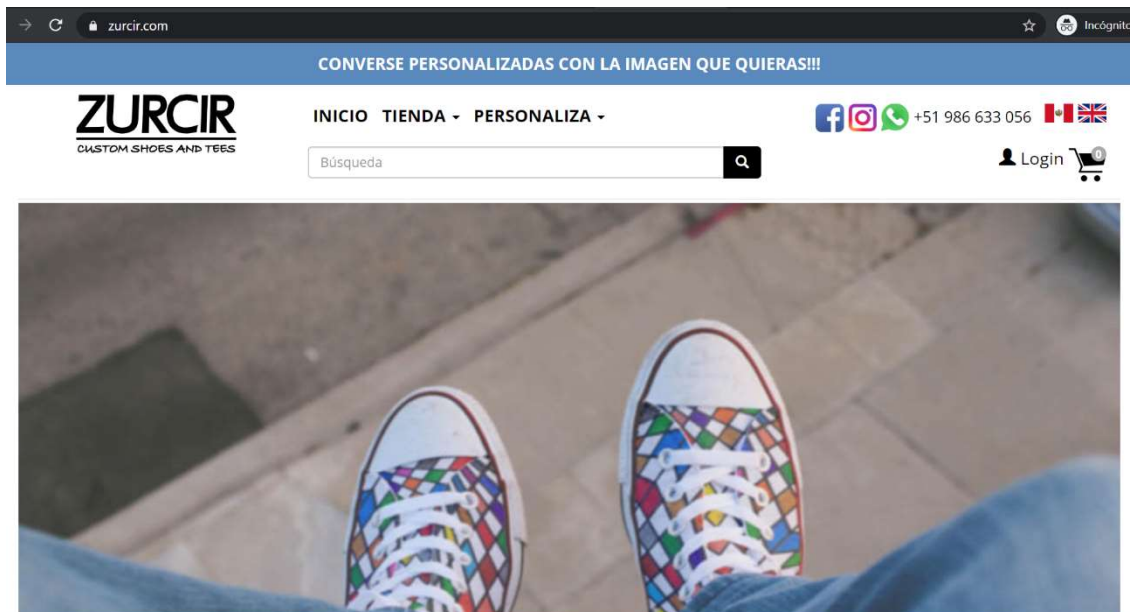 zurcir.com
Incógnito
CONVERSE PERSONALIZADAS CON LA IMAGEN QUE QUIERAS!!!
ZURCIR
CUSTOM SHOES AND TEES
INICIO TIENDA PERSONALIZA
+51 986 633 056
Búsqueda
Login
0